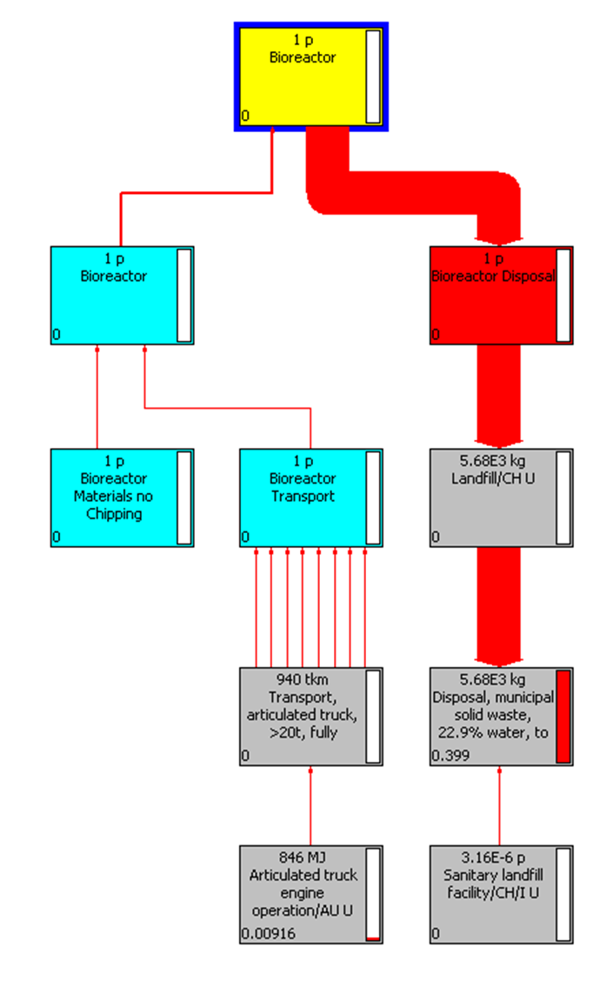 1 p
Bioreactor
0
1 p
Bioreactor
0
1 p
Bioreactor Disposal
0
1 p
Bioreactor
Materials no
Chipping
0
1 p
Bioreactor
Transport
0
5.68E3 kg
Landfill/CH U
0
940 tkm
Transport,
articulated truck,
>20t, fully
0
5.68E3 kg
Disposal, municipal
solid waste,
22.9% water, to
0.399
846 MJ
Articulated truck
engine
operation/AU U
0.00916
3.16E-6 p
Sanitary landfill
facility/CH/I U
0